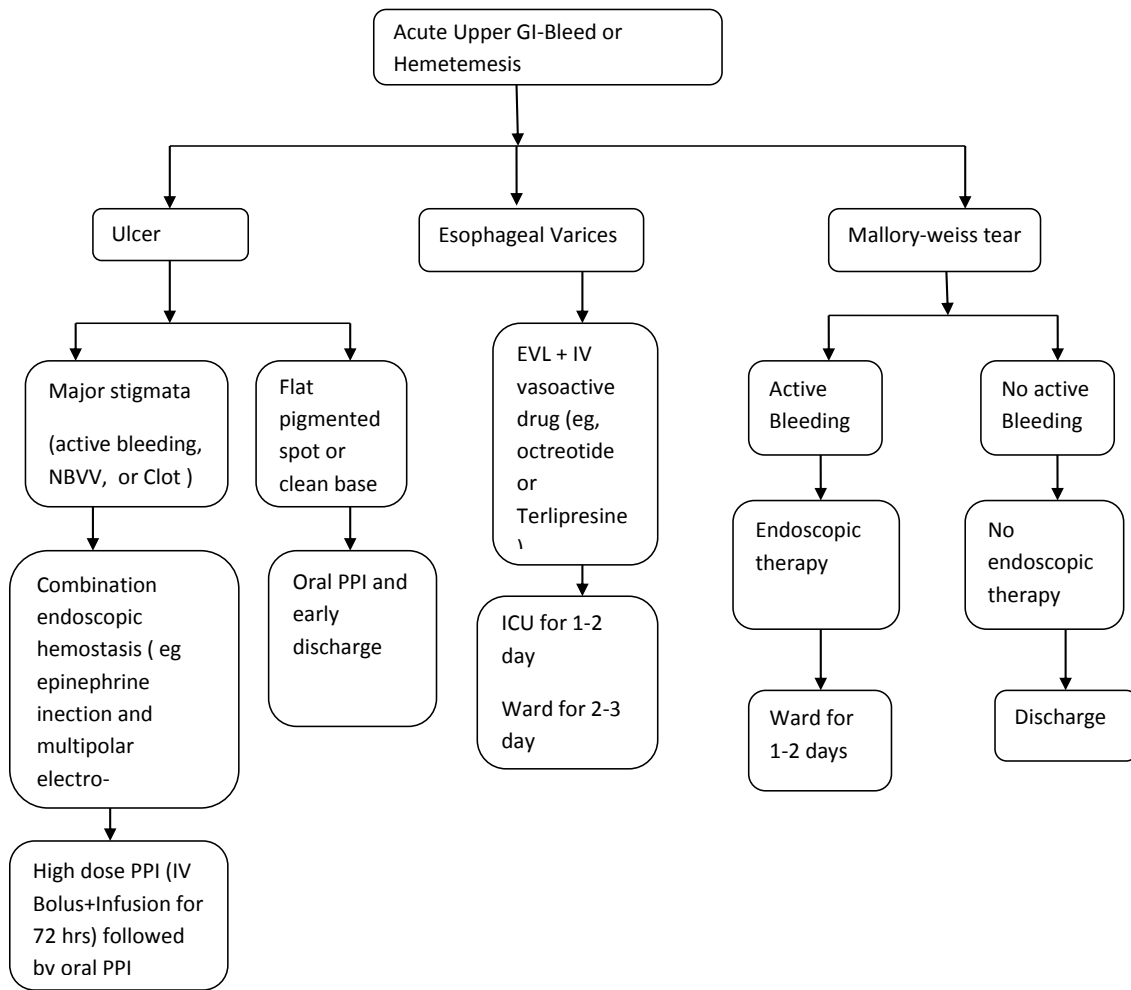 Acute Upper GI-Bleed or
Hemetemesis
Ulcer
Esophageal Varices
Mallory-weiss tear
Major stigmata
(active bleeding,
NBVV, or Clot )
Flat
pigmented
spot or
clean base
EVL + IV
vasoactive
drug (eg,
octreotide
or
Terlipresine
)
Active
Bleeding
No active
Bleeding
Combination
endoscopic
hemostasis ( eg
epinephrine
inection and
multipolar
electro-
Oral PPI and
early
discharge
ICU for 1-2
day
Ward for 2-3
day
Endoscopic
therapy
No
endoscopic
therapy
Ward for
1-2 days
Discharge
High dose PPI (IV
Bolus+Infusion for
72 hrs) followed
by oral PPI